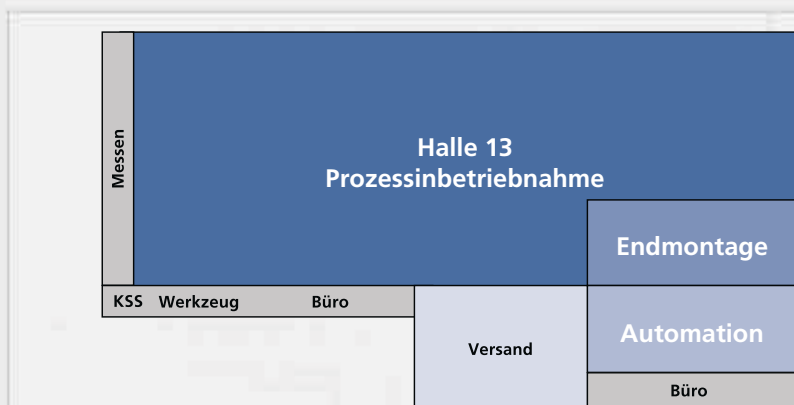 Messen
Halle 13
Prozessinbetriebnahme
Endmontage
KSS Werkzeug Büro
Automation
Versand
Büro